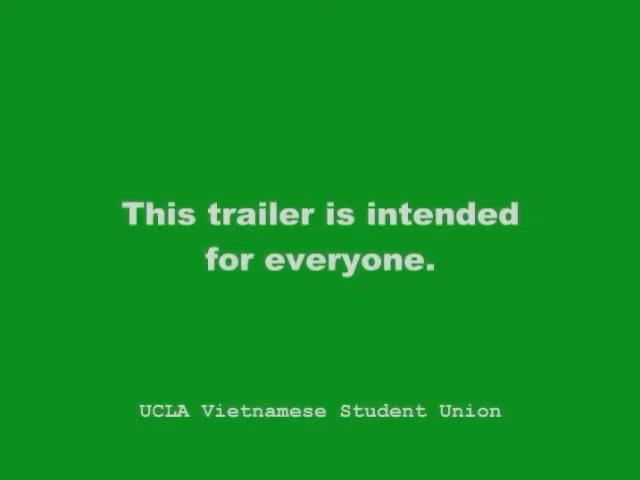 This trailer is intended
for everyone.
UCLA Vietnamese Student Union